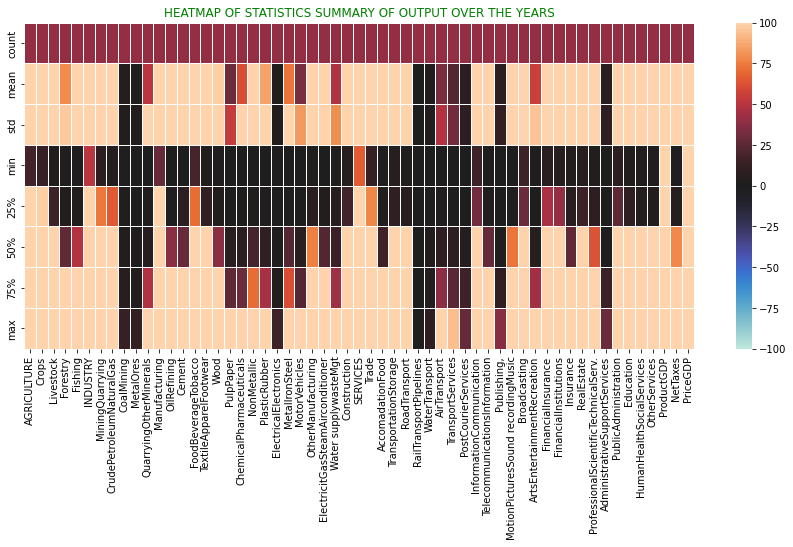 HEATMAP OF STATISTICS SUMMARY OF OUTPUT OVER THE YEARS
count
mean
std
min
25%
50%
75%
max
AGRICULTURE
Crops
Livestock
Forestry
Fishing
INDUSTRY
MiningQuarrying
CrudePetroleumNaturalGas
CoalMining
MetalOres
QuarryingOtherMinerals
Manufacturing
OilRefining
Cement
FoodBeverageTobacco
TextileApparelFootwear
Wood
PulpPaper
ChemicalPharmaceuticals
NonMetallic
PlasticRubber
ElectricalElectronics
MetalIronSteel
MotorVehicles
OtherManufacturing
ElectricitGasSteamAirconditioner
Water supplywasteMgt
Construction
SERVICES
Trade
AccomadationFood
TransportationStorage
RoadTransport
RailTransportPipelines
WaterTransport
AirTransport
TransportServices
PostCourierServices
InformationCommunication
TelecommunicationsInformation
Publishing,
MotionPicturesSound recordingMusic
Broadcasting
ArtsEntertainmentRecreation
FinancialInsurance
FinancialInstitutions
Insurance
RealEstate
ProfessionalScientificTechnicalServ.
AdministrativeSupportServices
PublicAdministration
Education
HumanHealthSocialServices
OtherServices
ProductGDP
NetTaxes
PriceGDP
100
75
50
25
0
−25
−50
−75
−100